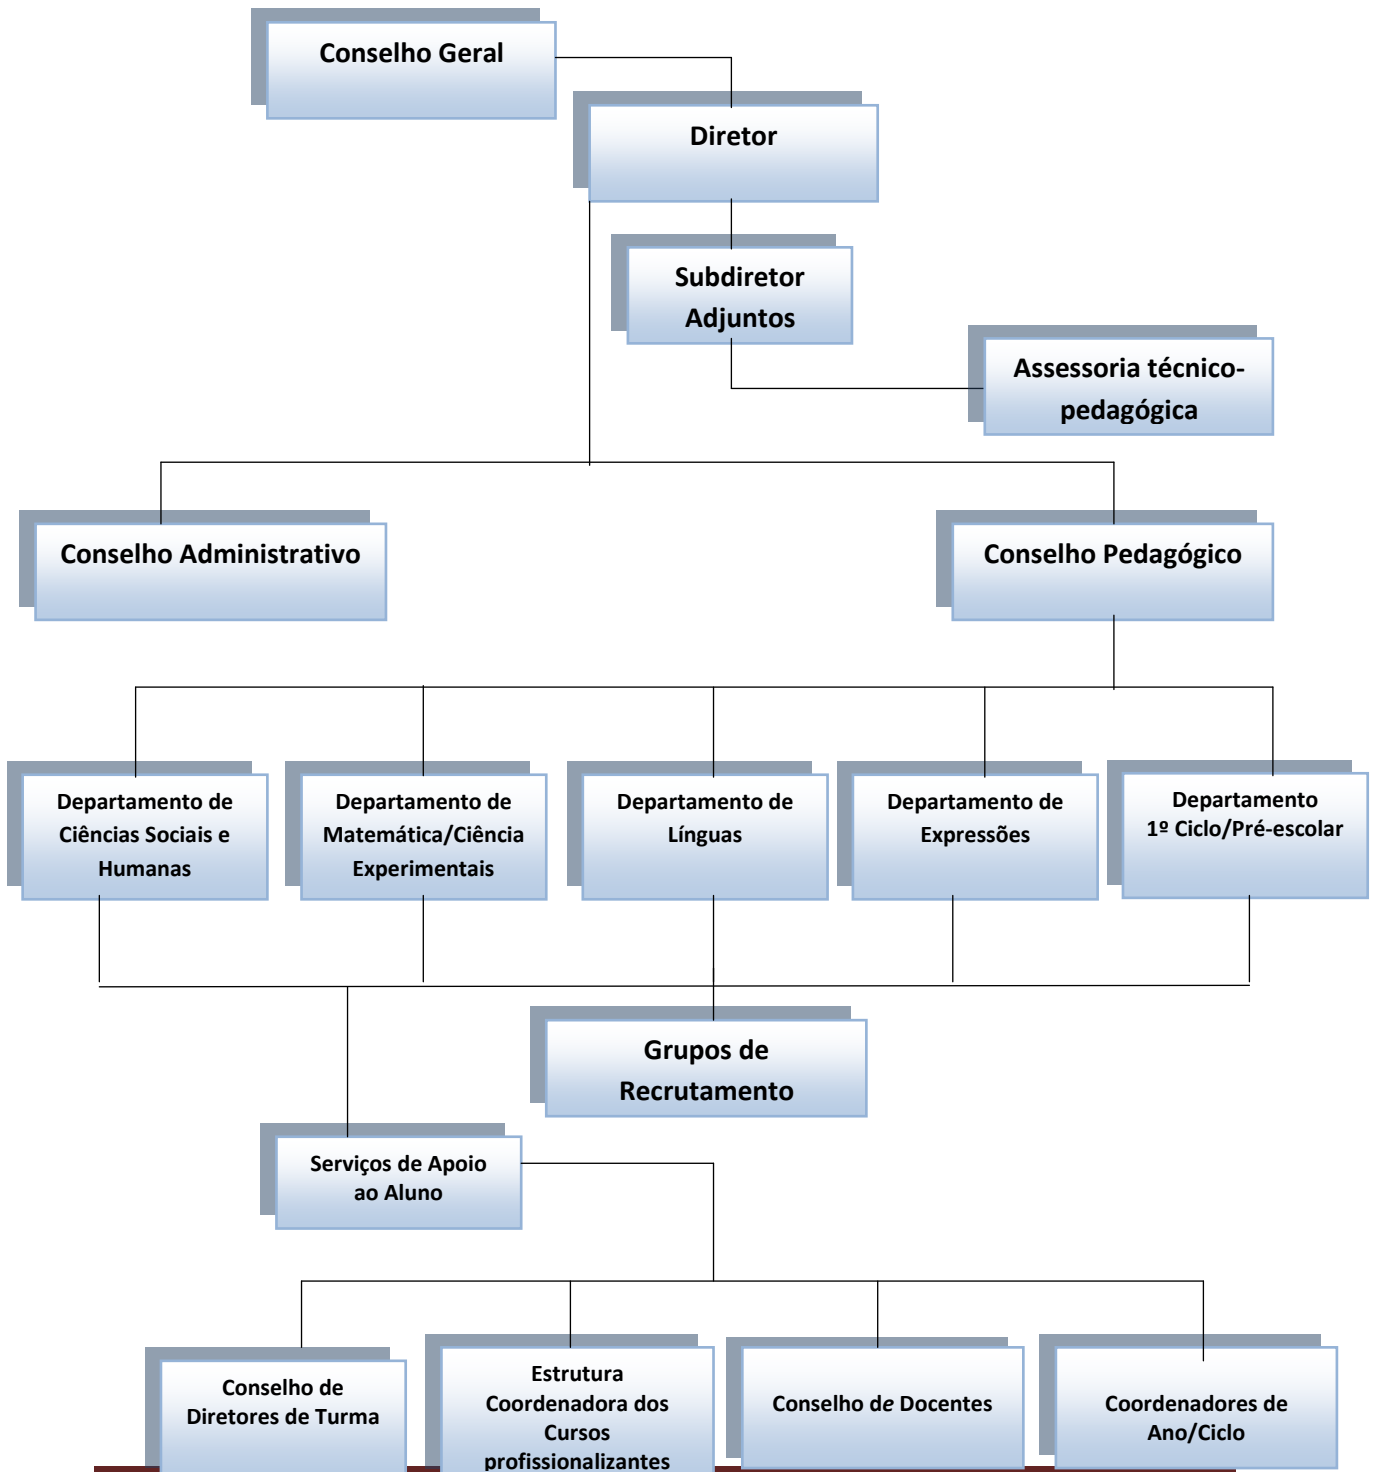 Conselho Geral
Diretor
Subdiretor
Adjuntos
Assessoria técnico-
pedagógica
Conselho Administrativo
Conselho Pedagógico
Departamento de
Ciências Sociais e
Humanas
Departamento de
Matemática/Ciência
Experimentais
Departamento de
Línguas
Departamento de
Expressões
Departamento
1º Ciclo/Pré-escolar
Grupos de
Recrutamento
Serviços de Apoio
ao Aluno
Conselho de
Diretores de Turma
Estrutura
Coordenadora dos
Cursos
profissionalizantes
Conselho de Docentes
Coordenadores de
Ano/Ciclo